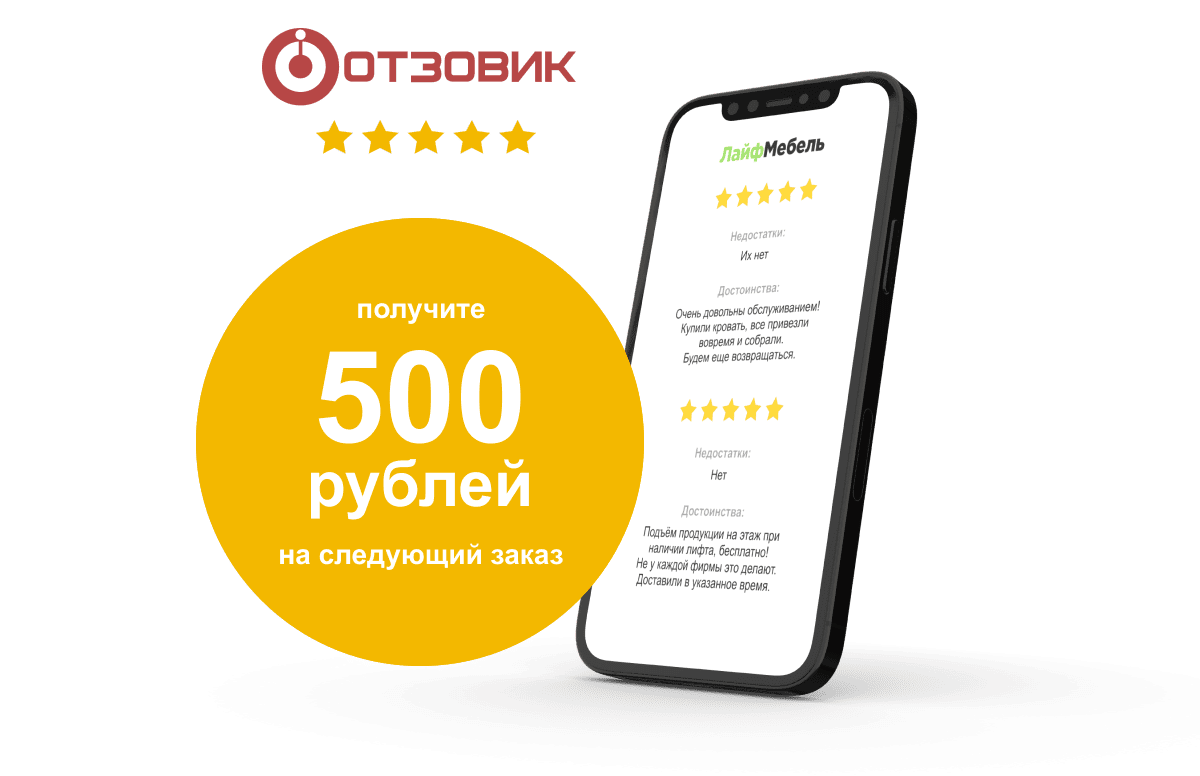 ОТЗОВИК
получите
500
рублей
на следующий заказ
ЛайфМебель
Недостатки:
Их нет
Достоинства:
Очень довольны обслуживанием!
Купили кровать, все привезли
вовремя и собрали.
Будем еще возвращаться.
Недостатки:
Нет
Достоинства:
Подъём продукции на этаж при
наличии лифта, бесплатно!
Не у каждой фирмы это делают.
Доставили в указанное время.